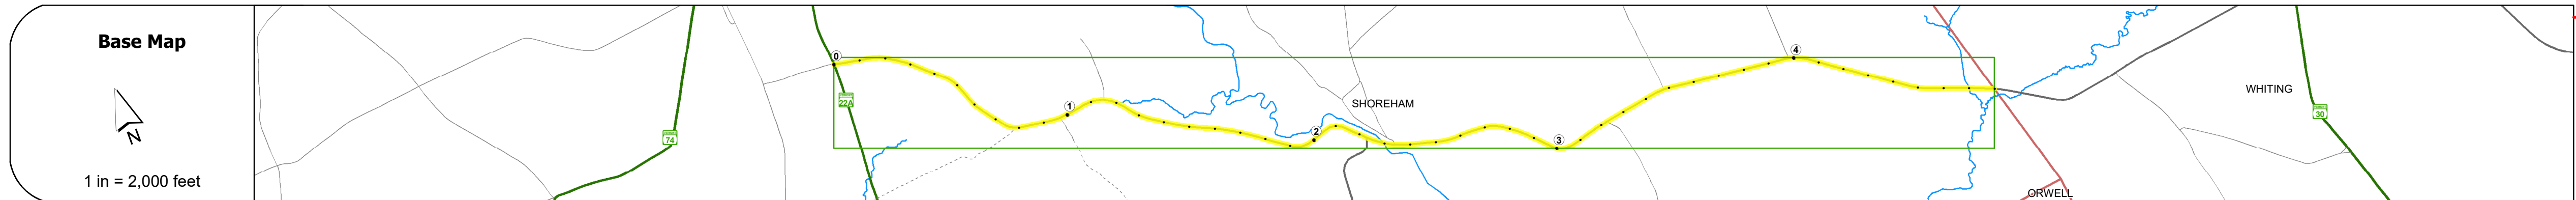 Base Map
N
1 in = 2,000 feet
74
0
22A
1
2
SHOREHAM
3
4
ORWELL
WHITING
30